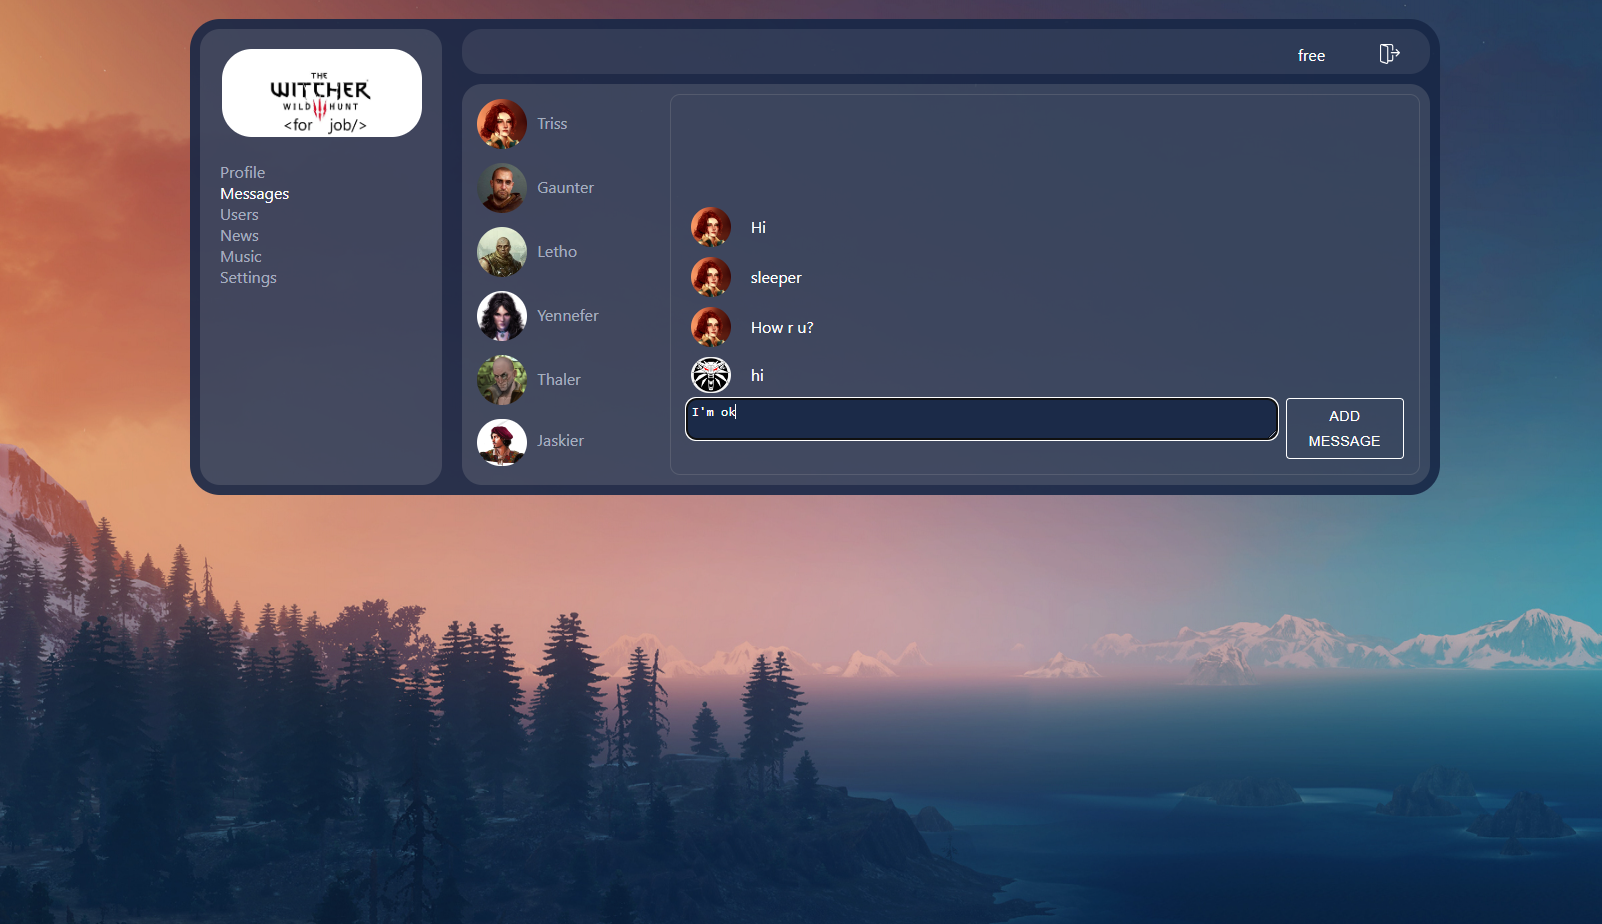 THE
WITCHER
WILD HUNT
<for job/>
Profile
Messages
Users
News
Music
Settings
free
Triss
Gaunter
Letho
Yennefer
Thaler
Jaskier
Hi
sleeper
How r u?
hi
I'm ok
ADD
MESSAGE